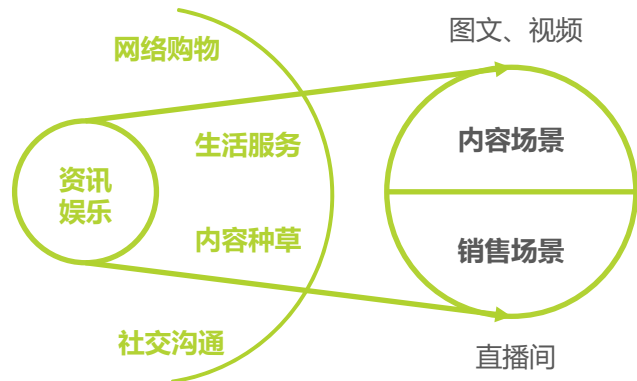 图文、视频
网络购物
生活服务
内容场景
资讯
娱乐
内容种草
销售场景
社交沟通
直播间